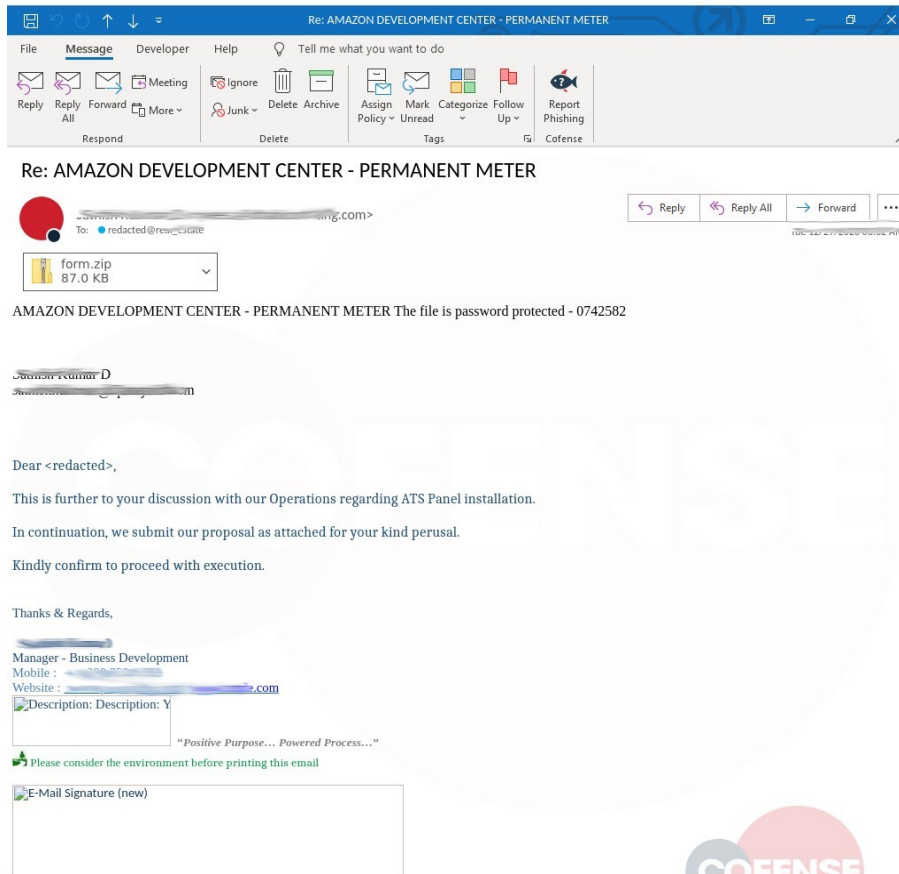 Re: AMAZON DEVELOPMENT CENTER - PERMANENT METER
File Message Developer Help Tell me what you want to do
Reply Reply All Forward Meeting More
Ignore Junk Delete Archive
Assign Policy Mark Unread Categorize Follow Up
Report Phishing
Respond Delete Tags Cofense
Re: AMAZON DEVELOPMENT CENTER - PERMANENT METER
Reply Reply All Forward ...
.com>
To: redacted@
form.zip
87.0 KB
AMAZON DEVELOPMENT CENTER - PERMANENT METER The file is password protected - 0742582
D
Dear <redacted>,
This is further to your discussion with our Operations regarding ATS Panel installation.
In continuation, we submit our proposal as attached for your kind perusal.
Kindly confirm to proceed with execution.
Thanks & Regards,
Manager - Business Development
Mobile :
Website : .com
Description: Description: Y
“Positive Purpose... Powered Process...”
Please consider the environment before printing this email
E-Mail Signature (new)
COFENSE
COFENSE